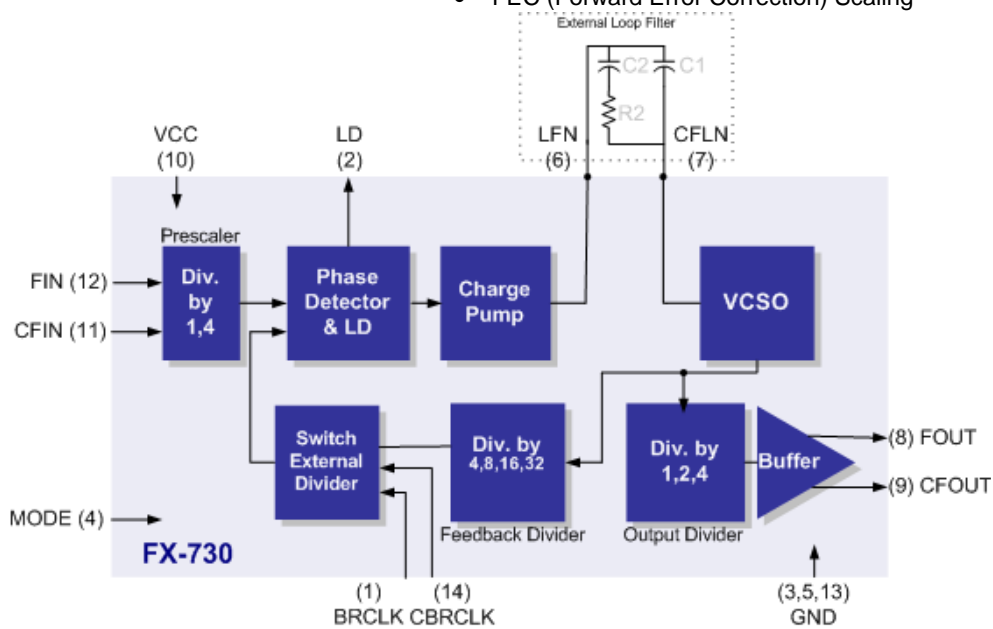 • FEC (Forward Error Correction) Scaling
External Loop Filter
C2
C1
R2
VCC
(10)
LD
(2)
LFN
(6)
CFLN
(7)
Prescaler
FIN (12)
CFIN (11)
Div.
by
1,4
Phase
Detector
& LD
Charge
Pump
VCSO
Switch
External
Divider
Div. by
4,8,16,32
Feedback Divider
Div. by
1,2,4
Output Divider
Buffer
(8) FOUT
(9) CFOUT
MODE (4)
FX-730
(1)
BRCLK
(14)
CBRCLK
(3,5,13)
GND